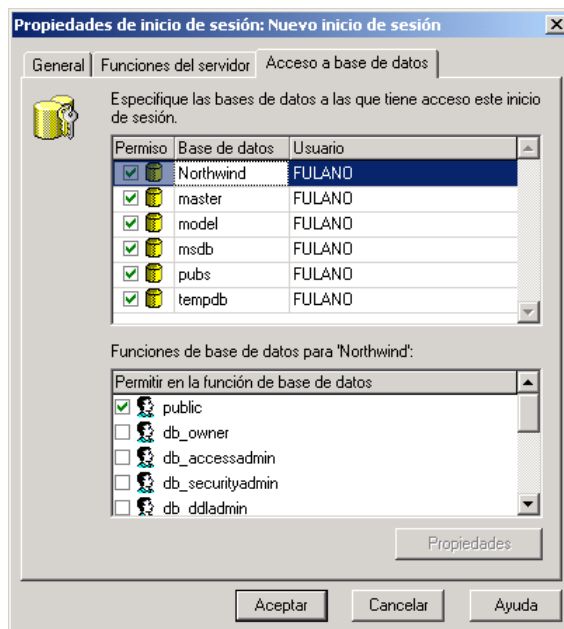 Propiedades de inicio de sesión: Nuevo inicio de sesión
General Funciones del servidor Acceso a base de datos
Especifique las bases de datos a las que tiene acceso este inicio
de sesión.
Permiso Base de datos Usuario
Northwind FULANO
master FULANO
model FULANO
msdb FULANO
pubs FULANO
tempdb FULANO
Funciones de base de datos para 'Northwind':
Permitir en la función de base de datos
public
db_owner
db_accessadmin
db_securityadmin
db_ddladmin
Propiedades
Aceptar Cancelar Ayuda